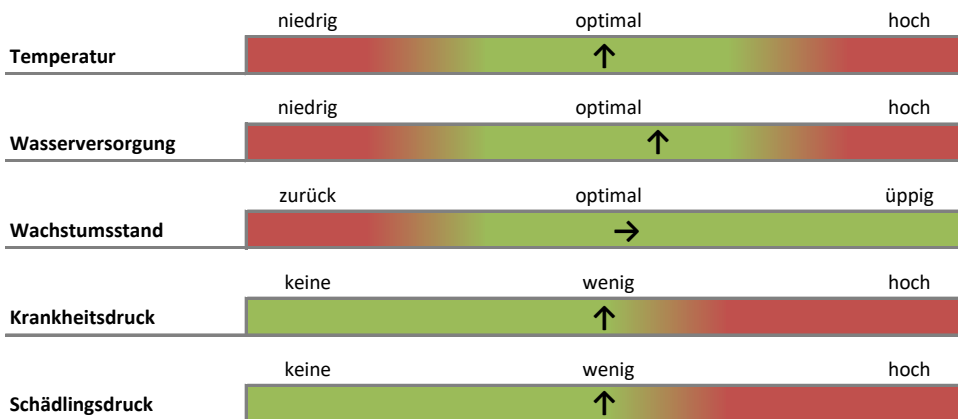 niedrig optimal hoch
Temperatur ↑
niedrig optimal hoch
Wasserversorgung ↑
zurück optimal üppig
Wachstumsstand →
keine wenig hoch
Krankheitsdruck ↑
keine wenig hoch
Schädlingsdruck ↑